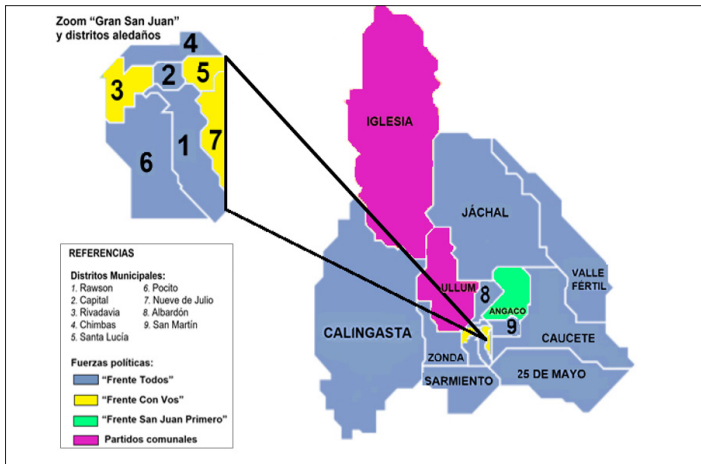 Zoom “Gran San Juan”
y distritos aledaños
4
2
5
3
1
7
6
IGLESIA
JÁCHAL
VALLE
FÉRTIL
ULLUM
8
ANGACO
9
CALINGASTA
CAUCETE
ZONDA
25 DE MAYO
SARMIENTO
REFERENCIAS
Distritos Municipales:
1. Rawson 6. Pocito
2. Capital 7. Nueve de Julio
3. Rivadavia 8. Albardón
4. Chimbas 9. San Martín
5. Santa Lucía
Fuerzas políticas:
“Frente Todos”
“Frente Con Vos”
“Frente San Juan Primero”
Partidos comunales